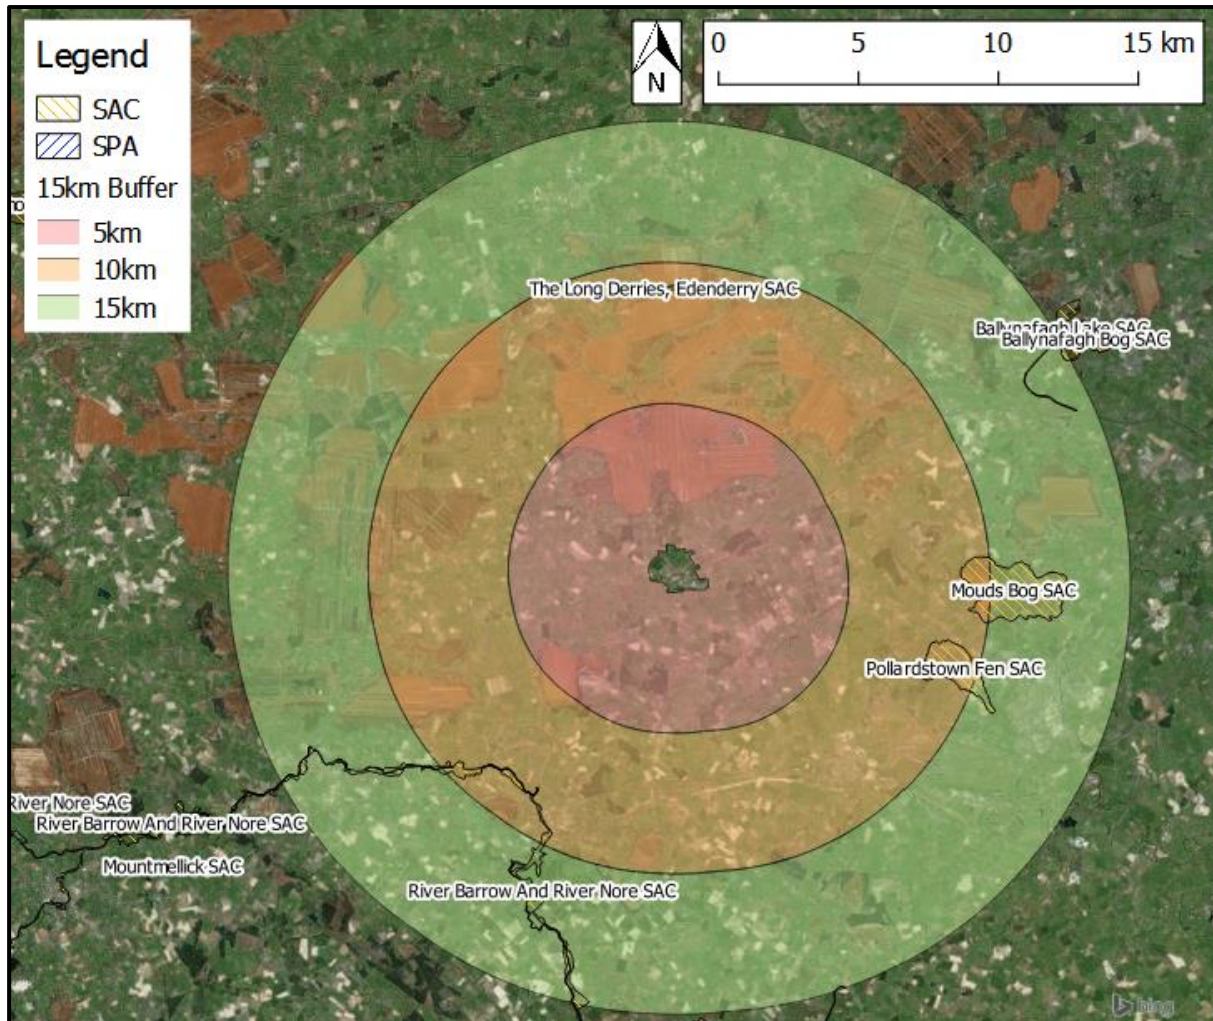 Legend
SAC
SPA
15km Buffer
5km
10km
15km
N
0 5 10 15 km
The Long Derries, Edenderry SAC
Ballynafagh Lake SAC
Ballynafagh Bog SAC
Mouds Bog SAC
Pollardstown Fen SAC
River Nore SAC
River Barrow And River Nore SAC
Mountmellick SAC
River Barrow And River Nore SAC
bing